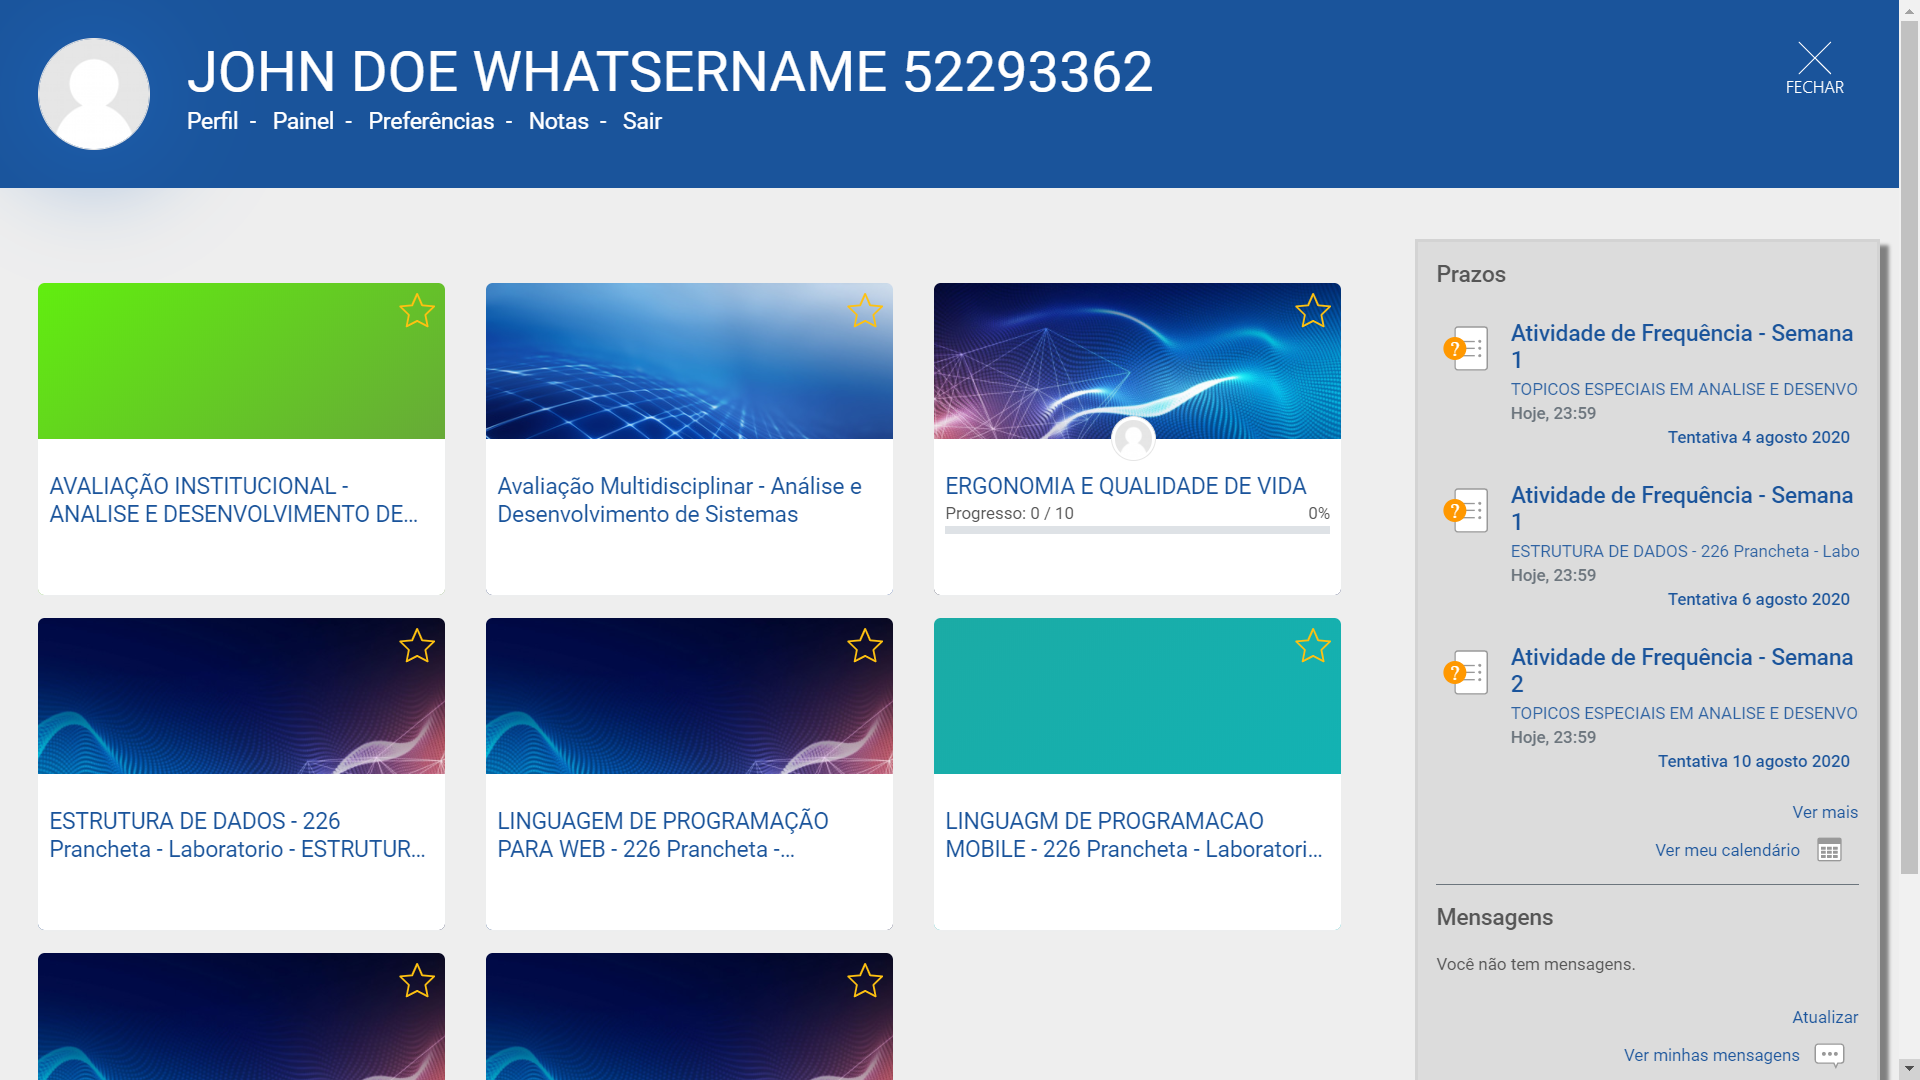 JOHN DOE WHATSERNAME 52293362
FECHAR
Perfil - Painel - Preferências - Notas - Sair
AVALIAÇÃO INSTITUCIONAL -
ANALISE E DESENVOLVIMENTO DE...
Avaliação Multidisciplinar - Análise e
Desenvolvimento de Sistemas
ERGONOMIA E QUALIDADE DE VIDA
Progresso: 0 / 10 0%
ESTRUTURA DE DADOS - 226
Prancheta - Laboratorio - ESTRUTUR...
LINGUAGEM DE PROGRAMAÇÃO
PARA WEB - 226 Prancheta -...
LINGUAGM DE PROGRAMACAO
MOBILE - 226 Prancheta - Laboratori...
Prazos
?
Atividade de Frequência - Semana
1
TOPICOS ESPECIAIS EM ANALISE E DESENVO
Hoje, 23:59
Tentativa 4 agosto 2020
?
Atividade de Frequência - Semana
1
ESTRUTURA DE DADOS - 226 Prancheta - Labo
Hoje, 23:59
Tentativa 6 agosto 2020
?
Atividade de Frequência - Semana
2
TOPICOS ESPECIAIS EM ANALISE E DESENVO
Hoje, 23:59
Tentativa 10 agosto 2020
Ver mais
Ver meu calendário
Mensagens
Você não tem mensagens.
Atualizar
Ver minhas mensagens